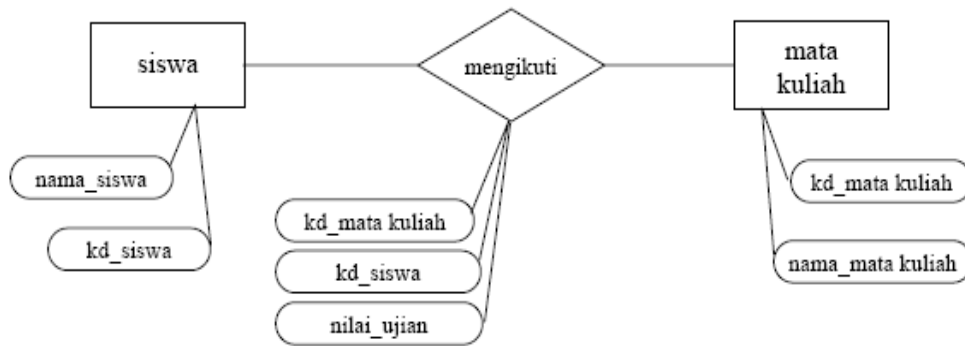 siswa
mengikuti
mata
kuliah
nama_siswa
kd_siswa
kd_mata kuliah
kd_siswa
nilai_ujian
kd_mata kuliah
nama_mata kuliah